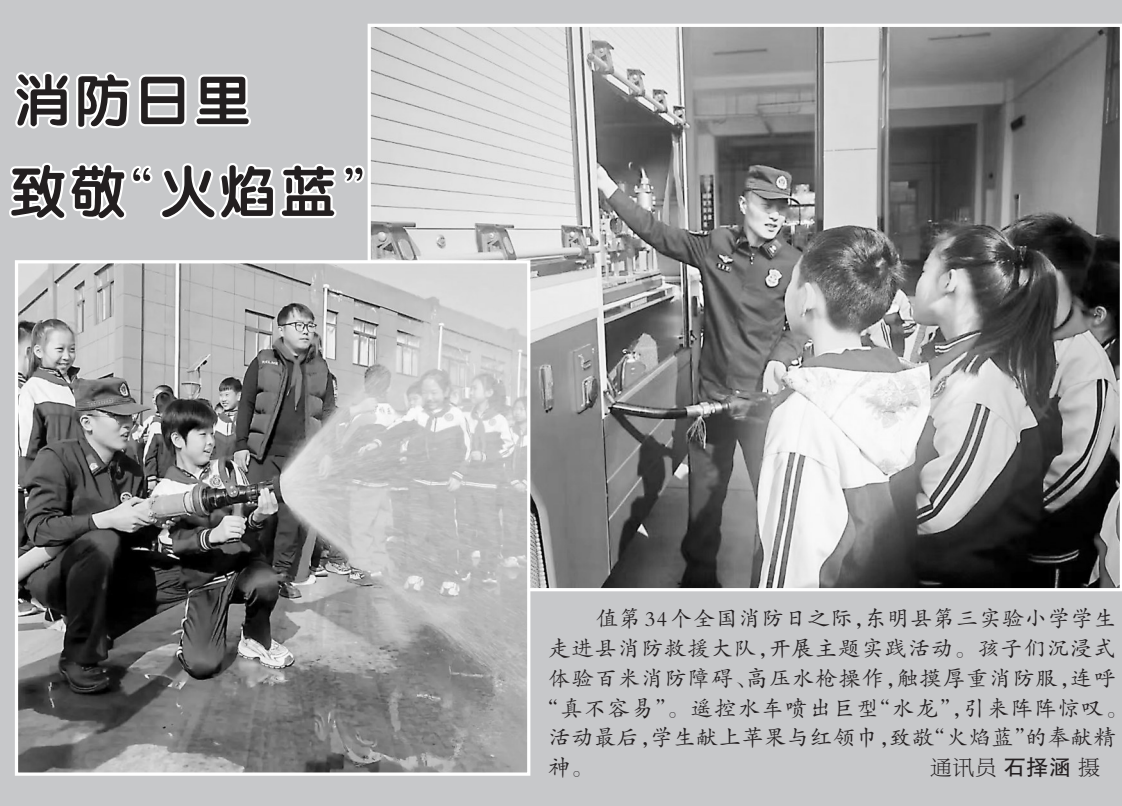 消防日里
致敬“火焰蓝”
值第34个全国消防日之际,东明县第三实验小学学生
走进县消防救援大队,开展主题实践活动。孩子们沉浸式
体验百米消防障碍、高压水枪操作,触摸厚重消防服,连呼
“真不容易”。遥控水车喷出巨型“水龙”,引来阵阵惊叹。
活动最后,学生献上苹果与红领巾,致敬“火焰蓝”的奉献精
神。
通讯员 石择涵 摄